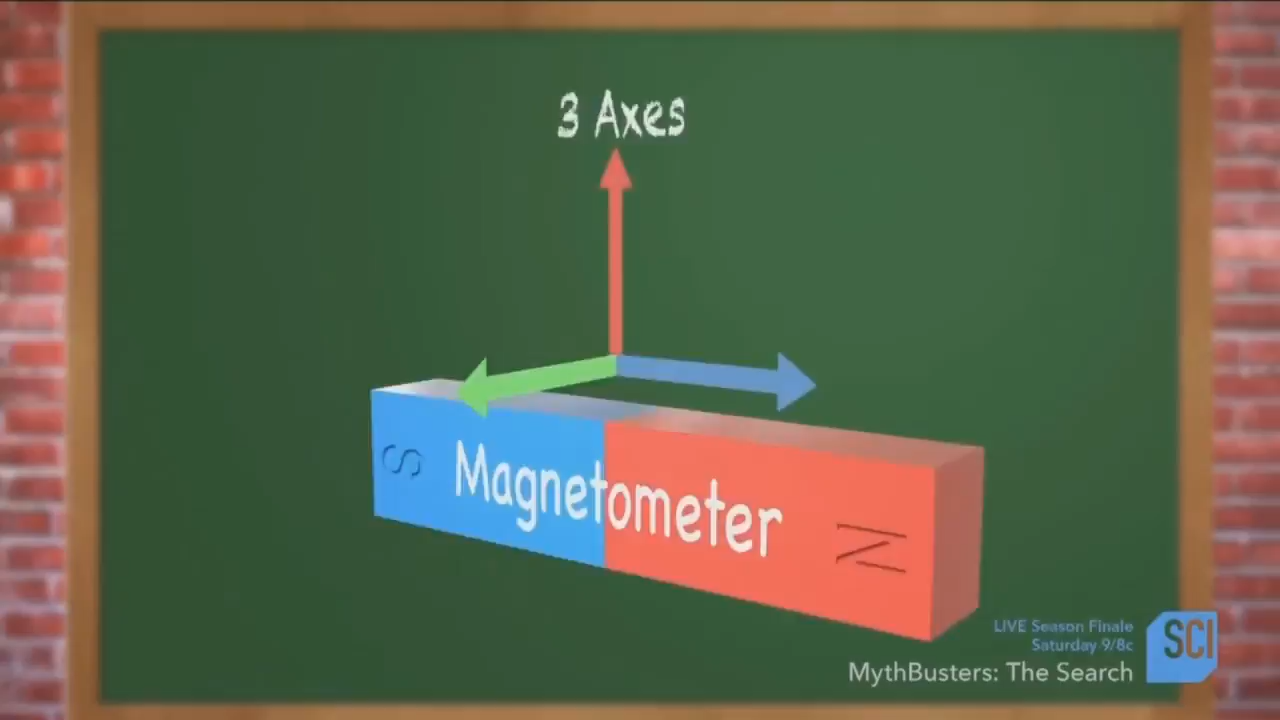 3 Axes
S
Magnetometer
N
LIVE Season Finale
Saturday 9/8c
SCI
MythBusters: The Search